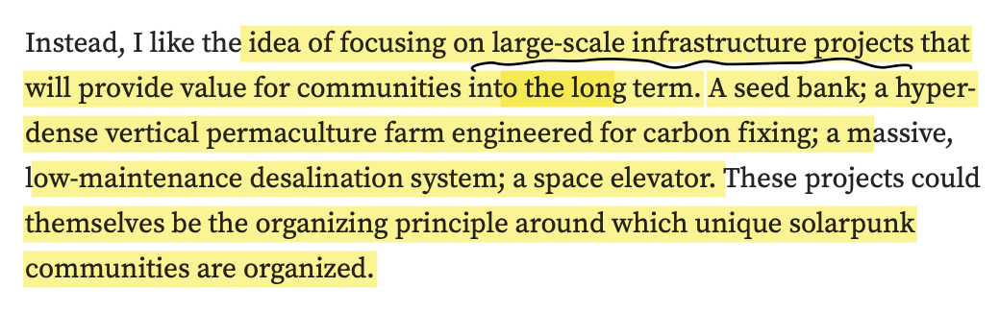 Instead, I like the idea of focusing on large-scale infrastructure projects that
will provide value for communities into the long term. A seed bank; a hyper-
dense vertical permaculture farm engineered for carbon fixing; a massive,
low-maintenance desalination system; a space elevator. These projects could
themselves be the organizing principle around which unique solarpunk
communities are organized.